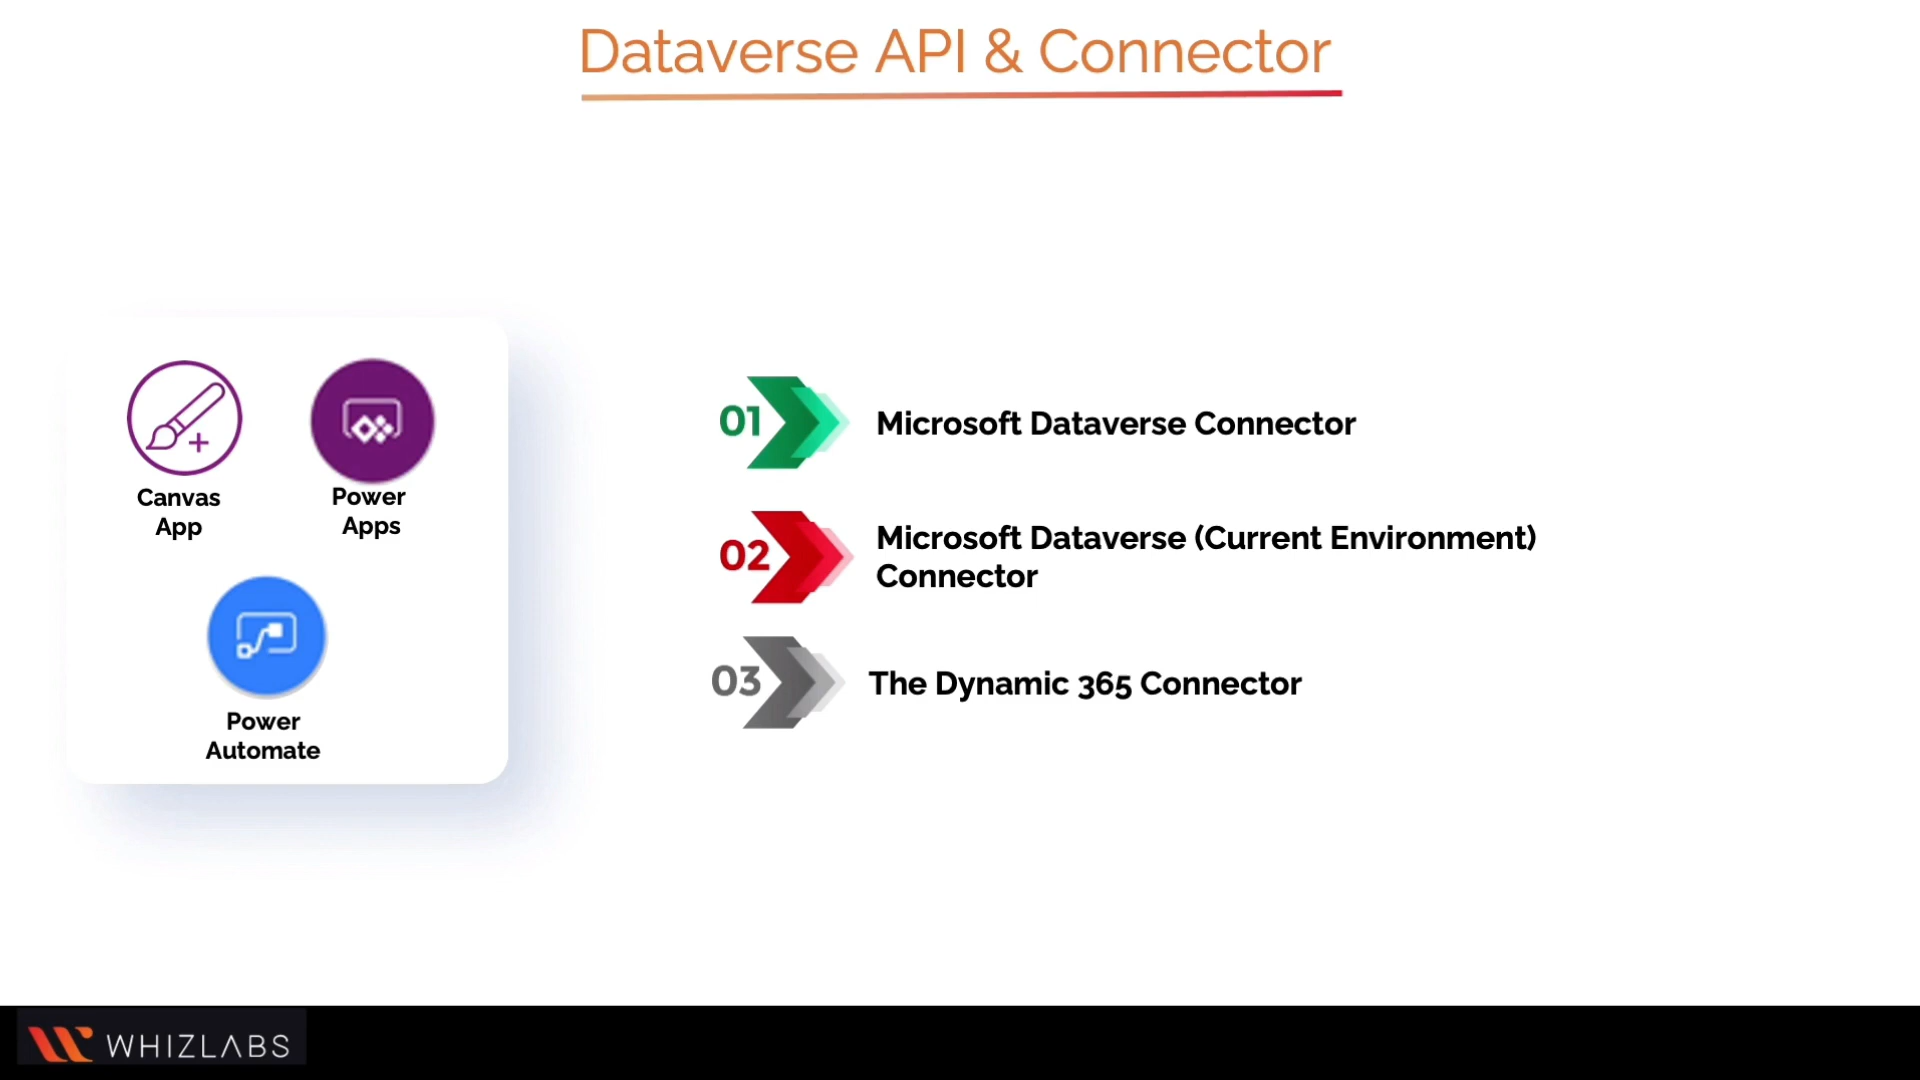 Dataverse API & Connector
Canvas
App
Power
Apps
Power
Automate
01
Microsoft Dataverse Connector
02
Microsoft Dataverse (Current Environment)
Connector
03
The Dynamic 365 Connector
WHIZLABS